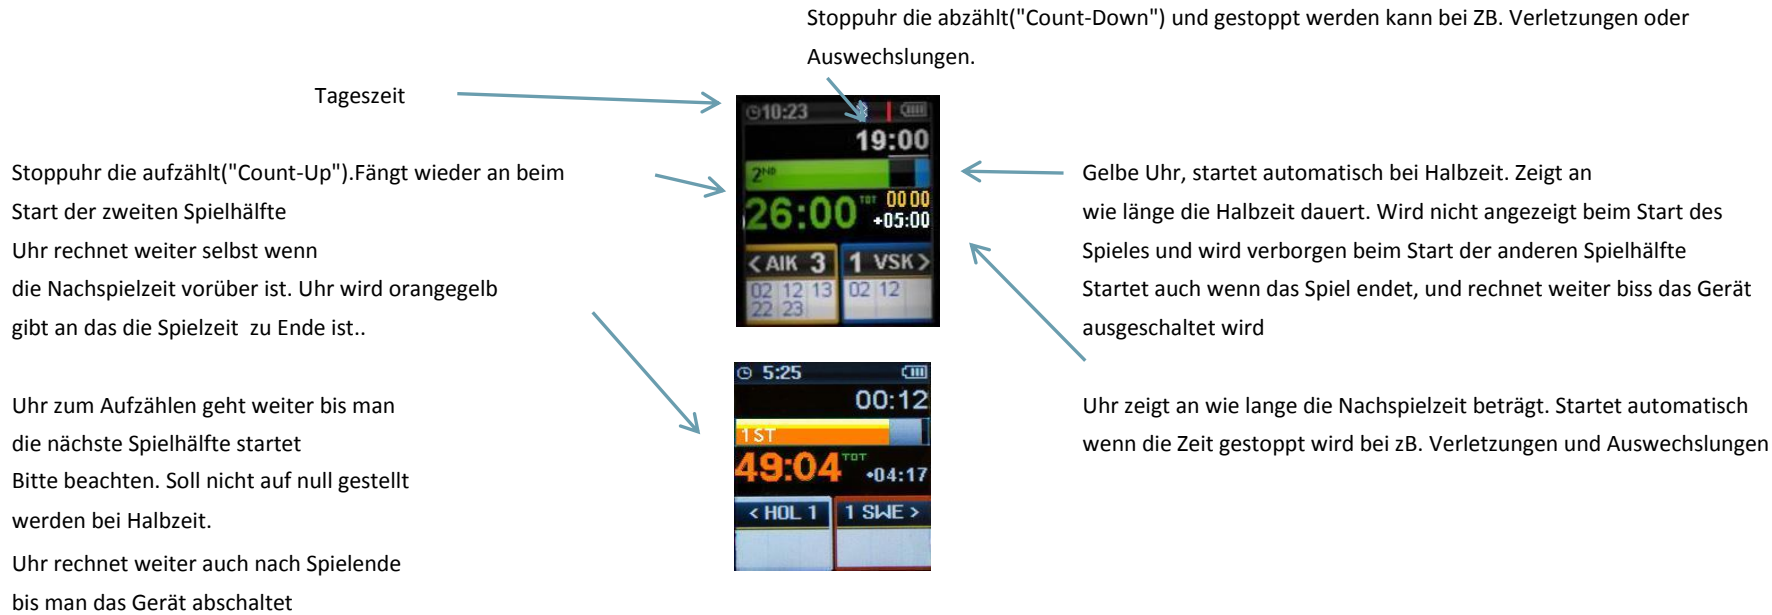 Stoppuhr die abzählt("Count-Down") und gestoppt werden kann bei ZB. Verletzungen oder
Auswechslungen.
Tageszeit
Stoppuhr die aufzählt("Count-Up").Fängt wieder an beim
Start der zweiten Spielhälfte
Uhr rechnet weiter selbst wenn
die Nachspielzeit vorüber ist. Uhr wird orangegelb
gibt an das die Spielzeit zu Ende ist..
Uhr zum Aufzählen geht weiter bis man
die nächste Spielhälfte startet
Bitte beachten. Soll nicht auf null gestellt
werden bei Halbzeit.
Uhr rechnet weiter auch nach Spielende
bis man das Gerät abschaltet
10:23
19:00
2ND
26:00 TOT 00 00
+05:00
< AIK 3 1 VSK >
02 12 13 02 12
22 23
5:25
00:12
1ST
49:04 TOT +04:17
< HOL 1 1 SWE >
Gelbe Uhr, startet automatisch bei Halbzeit. Zeigt an
wie länge die Halbzeit dauert. Wird nicht angezeigt beim Start des
Spieles und wird verborgen beim Start der anderen Spielhälfte
Startet auch wenn das Spiel endet, und rechnet weiter biss das Gerät
ausgeschaltet wird
Uhr zeigt an wie lange die Nachspielzeit beträgt. Startet automatisch
wenn die Zeit gestoppt wird bei zB. Verletzungen und Auswechslungen